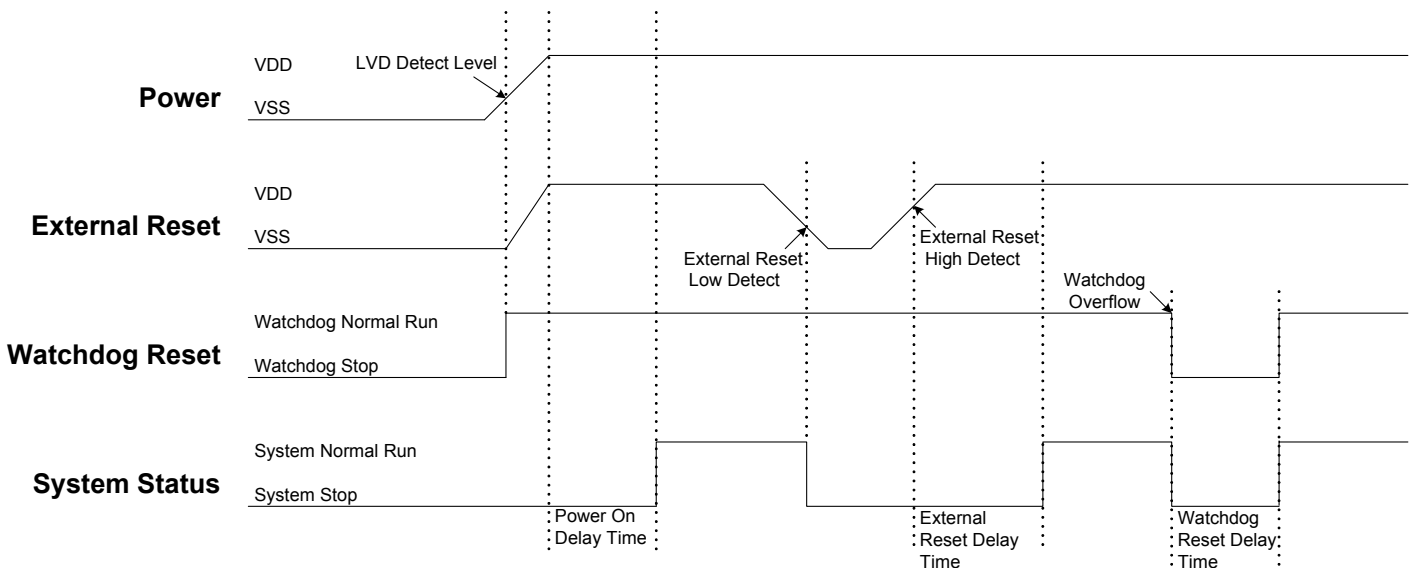 VDD
LVD Detect Level
Power
VSS
VDD
External Reset
VSS
External Reset
Low Detect
External Reset
High Detect
Watchdog
Overflow
Watchdog Normal Run
Watchdog Reset
Watchdog Stop
System Normal Run
System Status
System Stop
Power On
Delay Time
External
Reset Delay
Time
Watchdog
Reset Delay
Time